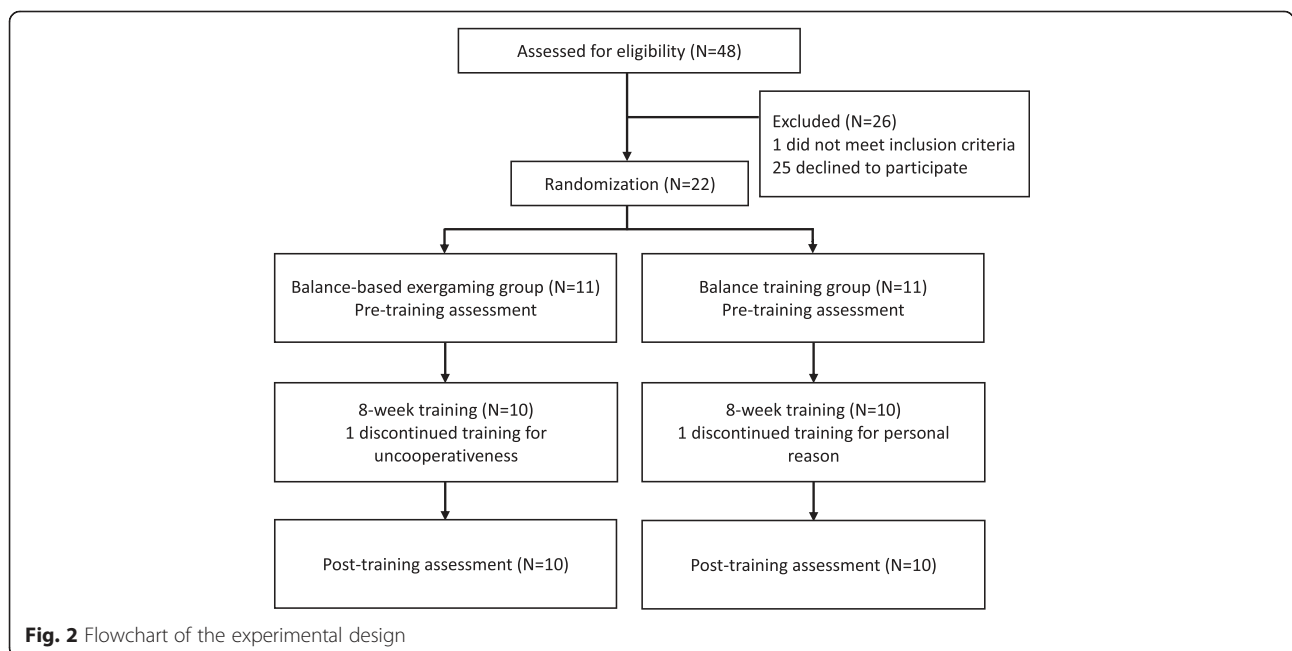 Assessed for eligibility (N=48)
Excluded (N=26)
1 did not meet inclusion criteria
25 declined to participate
Randomization (N=22)
Balance-based exergaming group (N=11)
Pre-training assessment
Balance training group (N=11)
Pre-training assessment
8-week training (N=10)
1 discontinued training for
uncooperativeness
8-week training (N=10)
1 discontinued training for personal
reason
Post-training assessment (N=10)
Post-training assessment (N=10)
Fig. 2 Flowchart of the experimental design